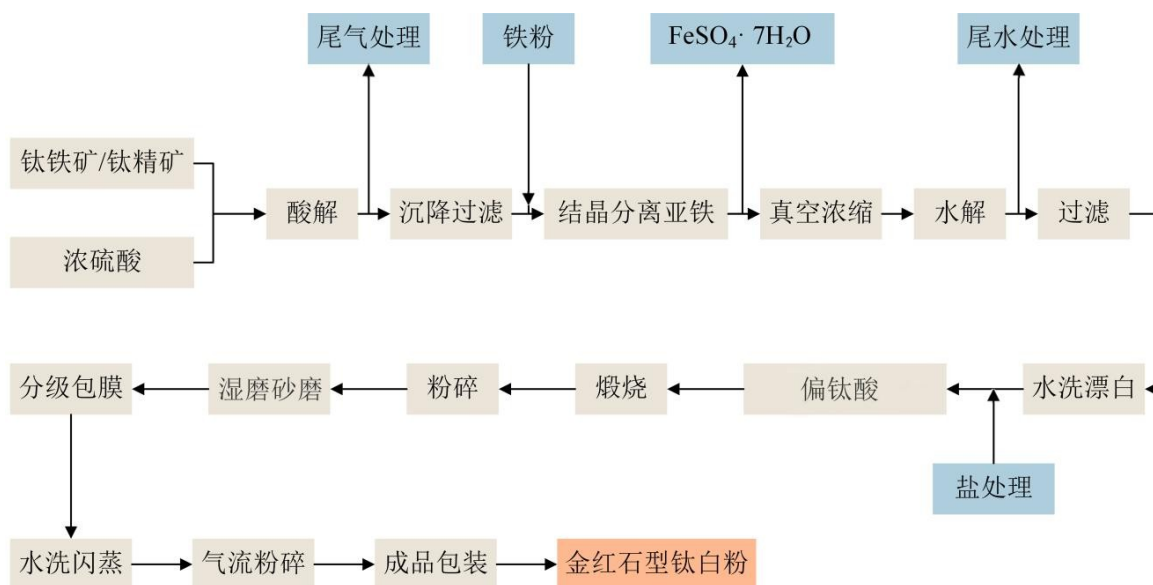 尾气处理
铁粉
FeSO₄· 7H₂O
尾水处理
钛铁矿/钛精矿
浓硫酸
酸解
沉降过滤
结晶分离亚铁
真空浓缩
水解
过滤
分级包膜
湿磨砂磨
粉碎
煅烧
偏钛酸
水洗漂白
盐处理
水洗闪蒸
气流粉碎
成品包装
金红石型钛白粉